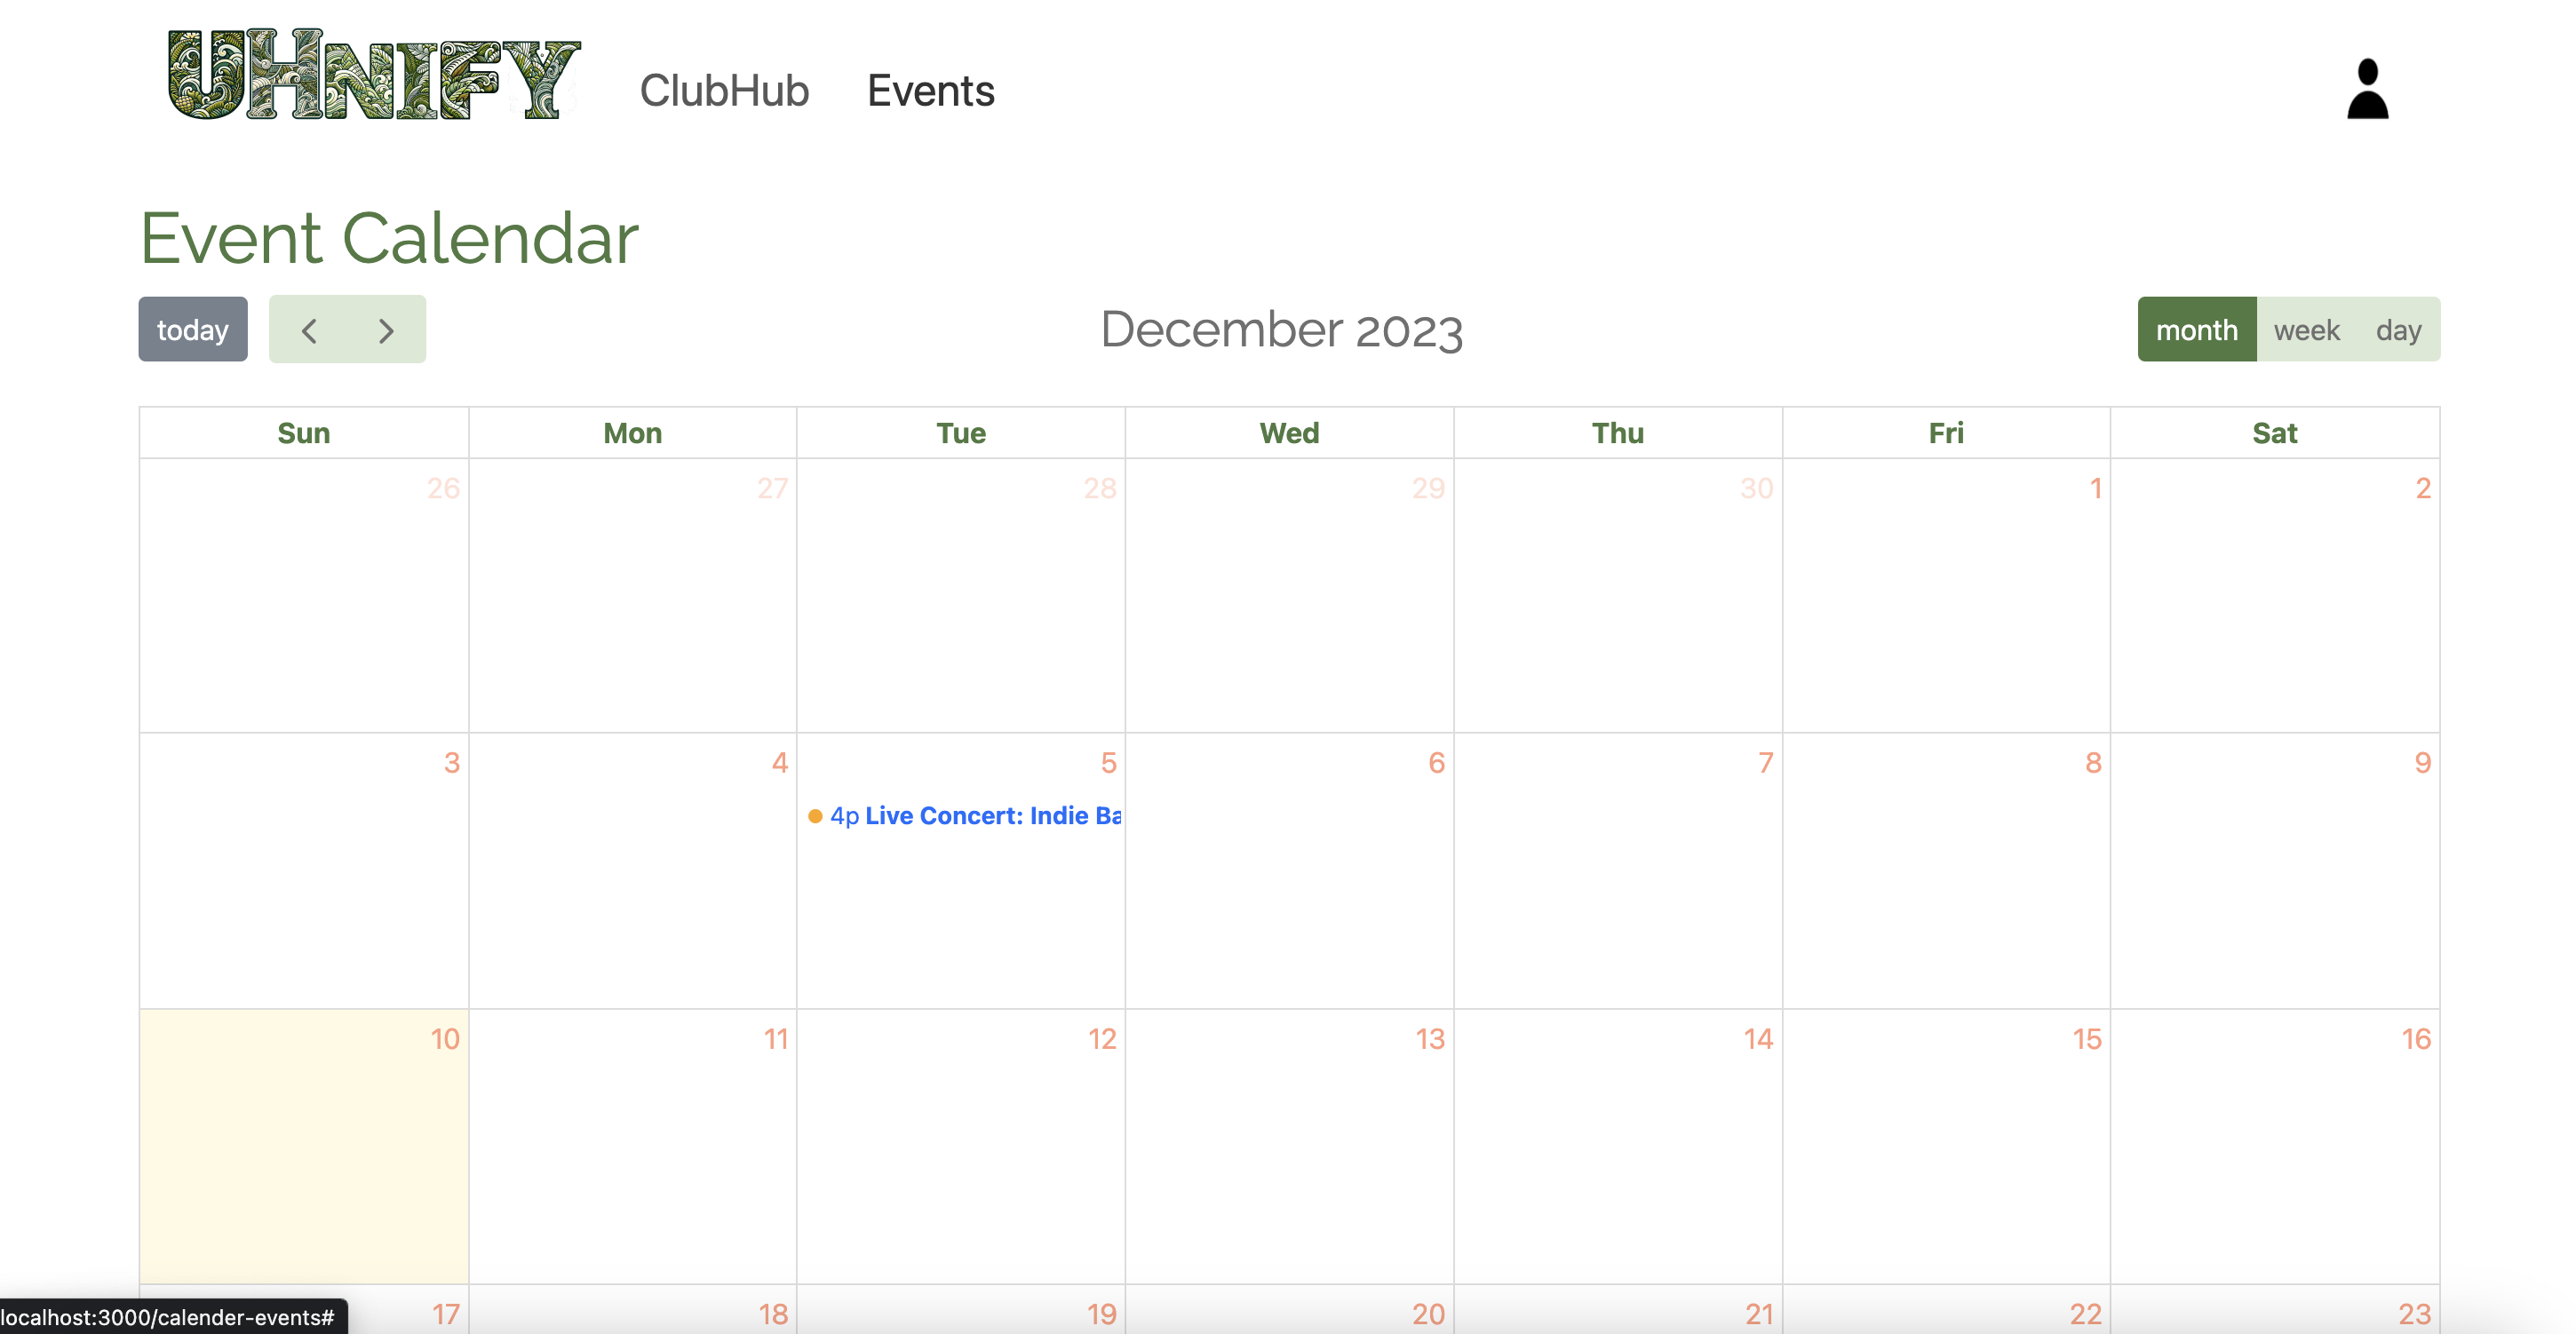 UHNIFY ClubHub Events
Event Calendar
today December 2023 month week day
Sun Mon Tue Wed Thu Fri Sat
26 27 28 29 30 1 2
3 4 5 6 7 8 9
4p Live Concert: Indie Ba
10 11 12 13 14 15 16
17 18 19 20 21 22 23
localhost:3000/calender-events#